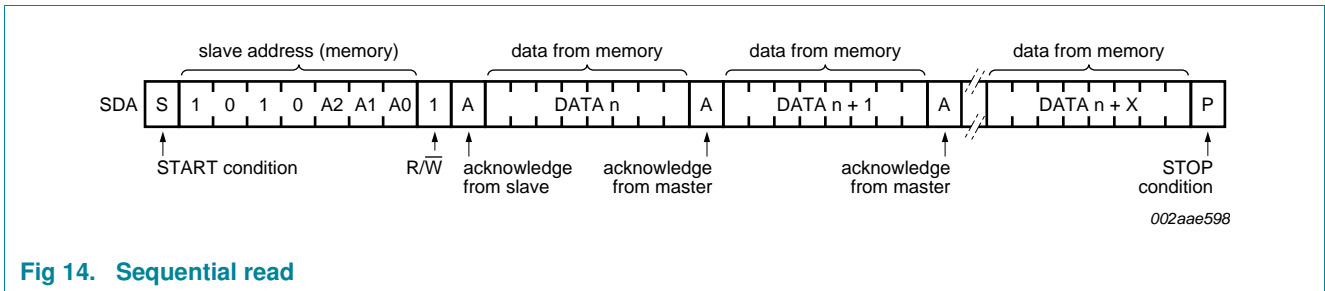 slave address (memory) data from memory data from memory data from memory
SDA S 1 0 1 0 A2 A1 A0 1 A DATA n A DATA n + 1 A DATA n + X P
START condition R/W̅ acknowledge from slave acknowledge from master acknowledge from master STOP condition
002aae598
Fig 14. Sequential read